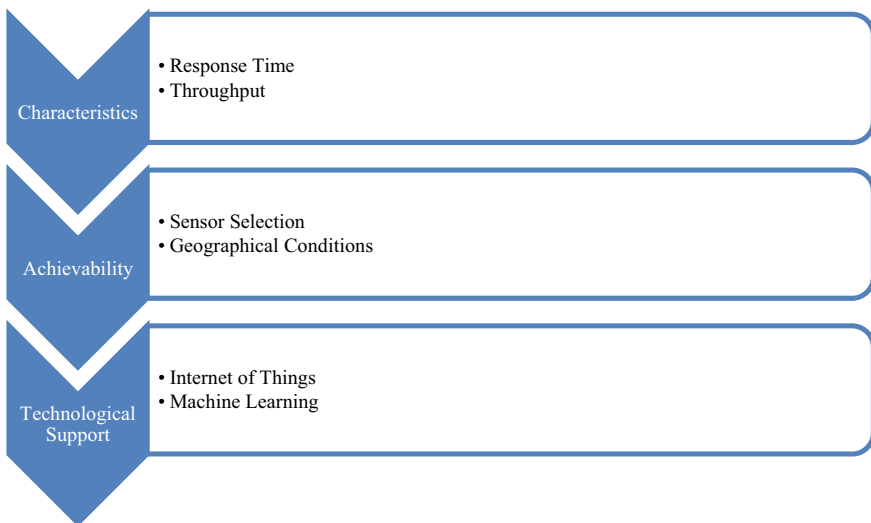 Characteristics
• Response Time
• Throughput
Achievability
• Sensor Selection
• Geographical Conditions
Technological
Support
• Internet of Things
• Machine Learning